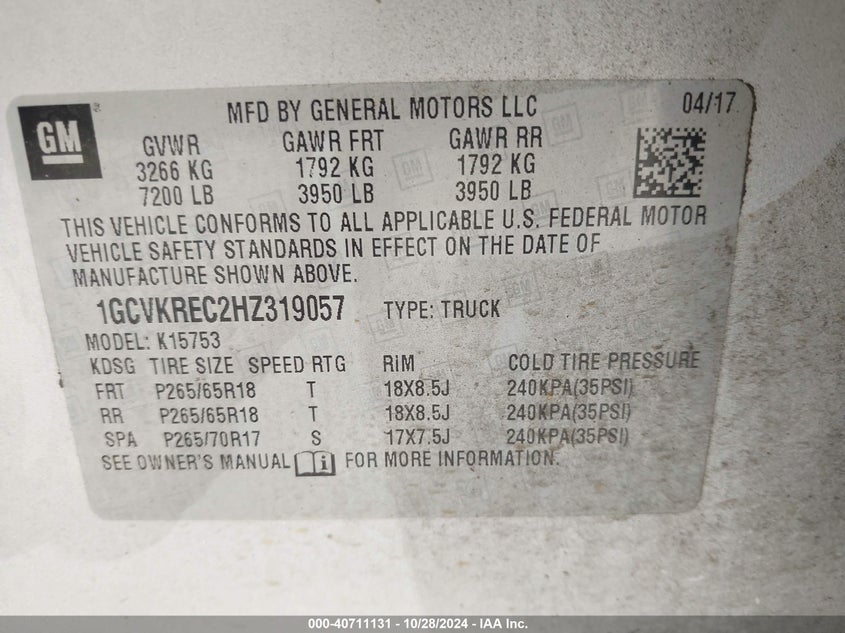 GM
MFD BY GENERAL MOTORS LLC 04/17
GVWR GAWR FRT GAWR RR
3266 KG 1792 KG 1792 KG
7200 LB 3950 LB 3950 LB
THIS VEHICLE CONFORMS TO ALL APPLICABLE U.S. FEDERAL MOTOR
VEHICLE SAFETY STANDARDS IN EFFECT ON THE DATE OF
MANUFACTURE SHOWN ABOVE.
1GCVKREC2HZ319057 TYPE: TRUCK
MODEL: K15753
KDSG TIRE SIZE SPEED RTG RIM COLD TIRE PRESSURE
FRT P265/65R18 T 18X8.5J 240KPA(35PSI)
RR P265/65R18 T 18X8.5J 240KPA(35PSI)
SPA P265/70R17 S 17X7.5J 240KPA(35PSI)
SEE OWNER'S MANUAL FOR MORE INFORMATION.
000-40711131 - 10/28/2024 - IAA Inc.